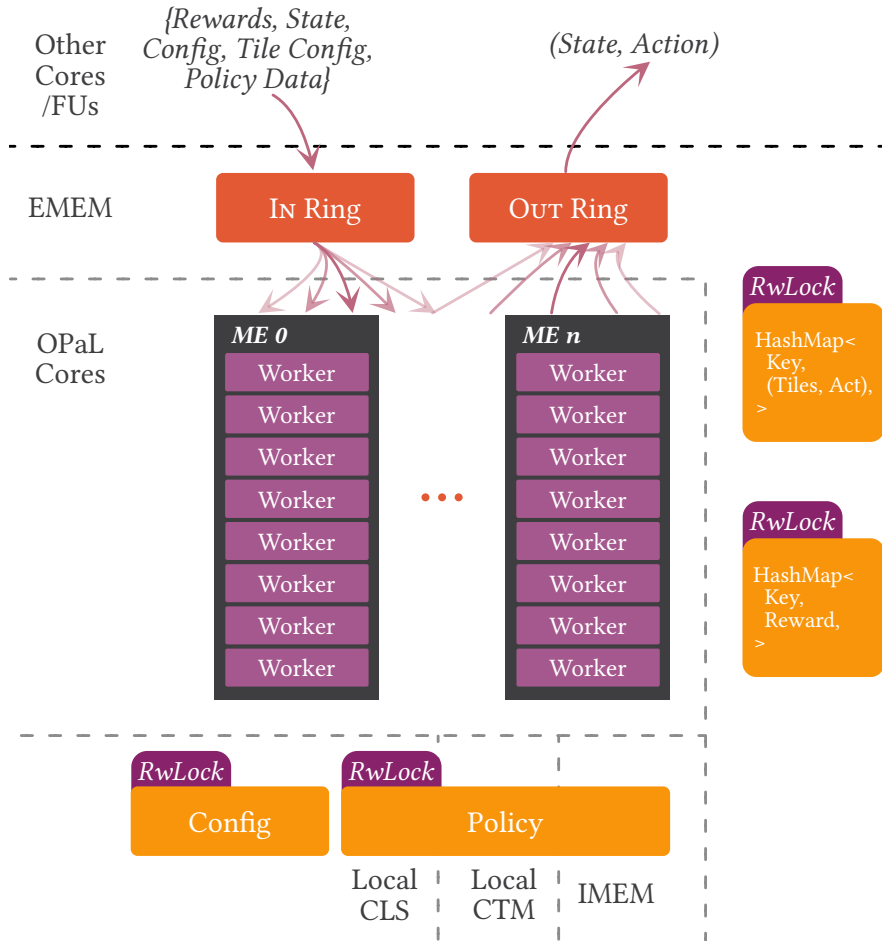 Other
Cores
/FUs
{Rewards, State,
Config, Tile Config,
Policy Data}
(State, Action)
EMEM
IN Ring
OUT Ring
OPaL
Cores
ME 0
Worker
Worker
Worker
Worker
Worker
Worker
Worker
Worker
...
ME n
Worker
Worker
Worker
Worker
Worker
Worker
Worker
Worker
RwLock
HashMap<
Key,
(Tiles, Act),
>
RwLock
HashMap<
Key,
Reward,
>
RwLock
Config
RwLock
Policy
Local
CLS
Local
CTM
IMEM